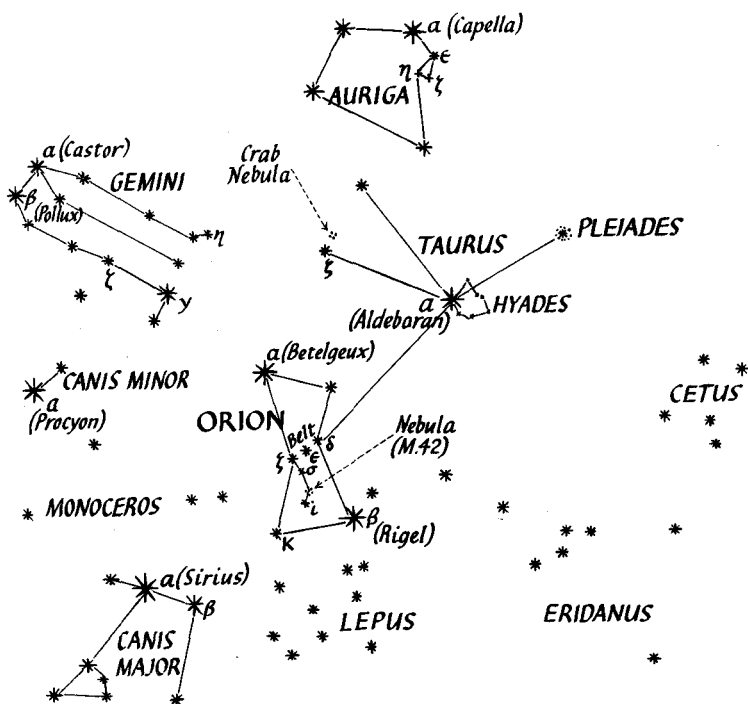 α (Capella)
ε
η
ζ
AURIGA
α (Castor)
GEMINI
Crab
Nebula
β
(Pollux)
η
ζ
γ
TAURUS
PLEIADES
ξ
α
(Aldebaran)
HYADES
α (Betelgeux)
CANIS MINOR
α
(Procyon)
CETUS
ORION
Belt
δ
Nebula
(M.42)
ξ
ε
σ
i
MONOCEROS
β
(Rigel)
K
α (Sirius)
β
CANIS
MAJOR
LEPUS
ERIDANUS